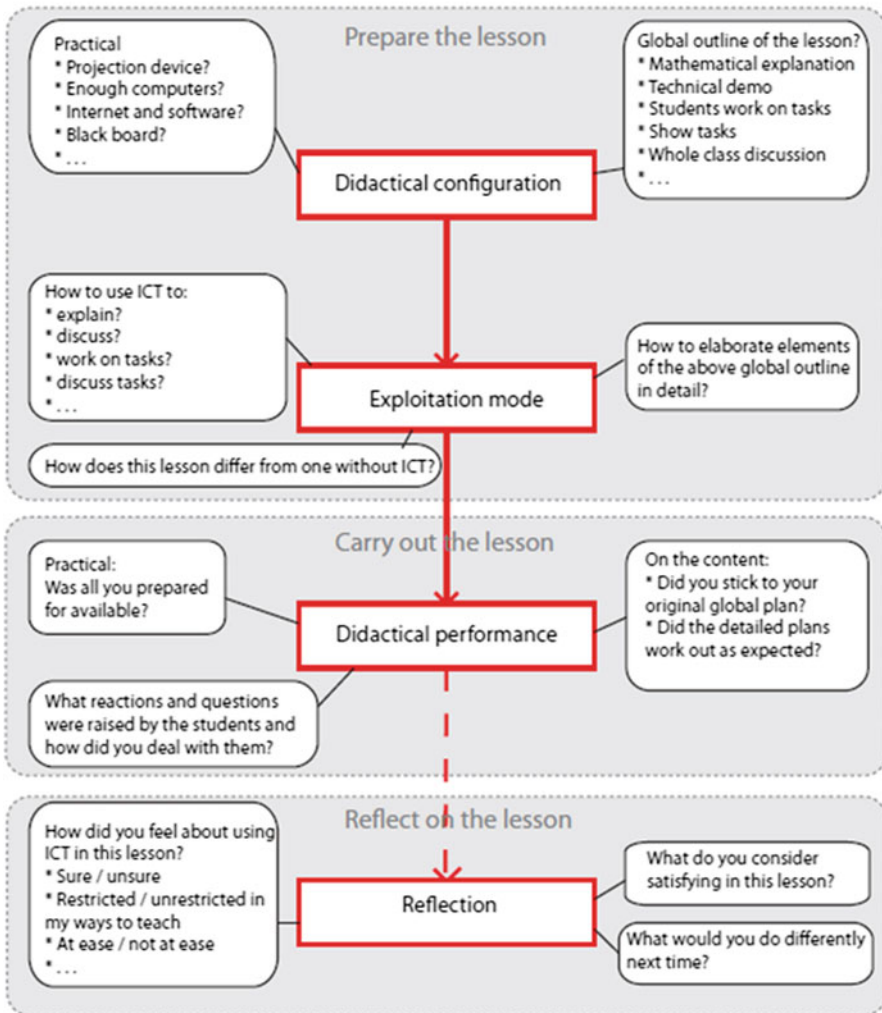 Prepare the lesson
Practical
* Projection device?
* Enough computers?
* Internet and software?
* Black board?
* . . .
Global outline of the lesson?
* Mathematical explanation
* Technical demo
* Students work on tasks
* Show tasks
* Whole class discussion
* . . .
Didactical configuration
How to use ICT to:
* explain?
* discuss?
* work on tasks?
* discuss tasks?
* . . .
How to elaborate elements
of the above global outline
in detail?
Exploitation mode
How does this lesson differ from one without ICT?
Carry out the lesson
Practical:
Was all you prepared
for available?
On the content:
* Did you stick to your
original global plan?
* Did the detailed plans
work out as expected?
Didactical performance
What reactions and questions
were raised by the students and
how did you deal with them?
Reflect on the lesson
How did you feel about using
ICT in this lesson?
* Sure / unsure
* Restricted / unrestricted in
my ways to teach
* At ease / not at ease
* . . .
What do you consider
satisfying in this lesson?
Reflection
What would you do differently
next time?